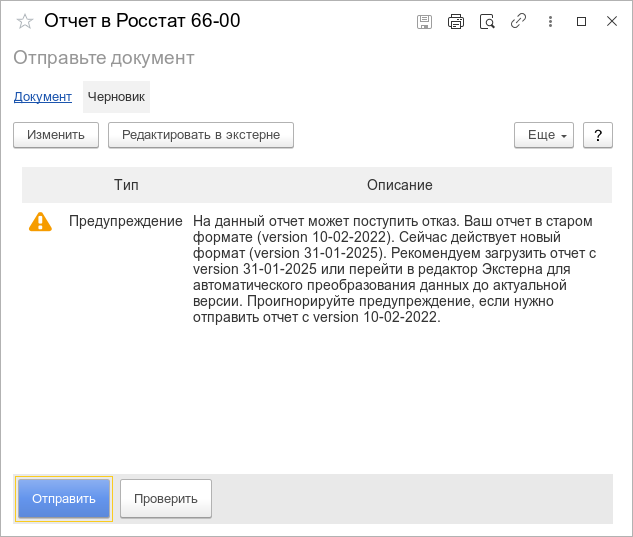 Отчет в Росстат 66-00
Отправьте документ
Документ Черновик
Изменить Редактировать в экстерне Еще ?
Тип Описание
Предупреждение На данный отчет может поступить отказ. Ваш отчет в старом
формате (version 10-02-2022). Сейчас действует новый
формат (version 31-01-2025). Рекомендуем загрузить отчет с
version 31-01-2025 или перейти в редактор Экстерна для
автоматического преобразования данных до актуальной
версии. Проигнорируйте предупреждение, если нужно
отправить отчет с version 10-02-2022.
Отправить Проверить